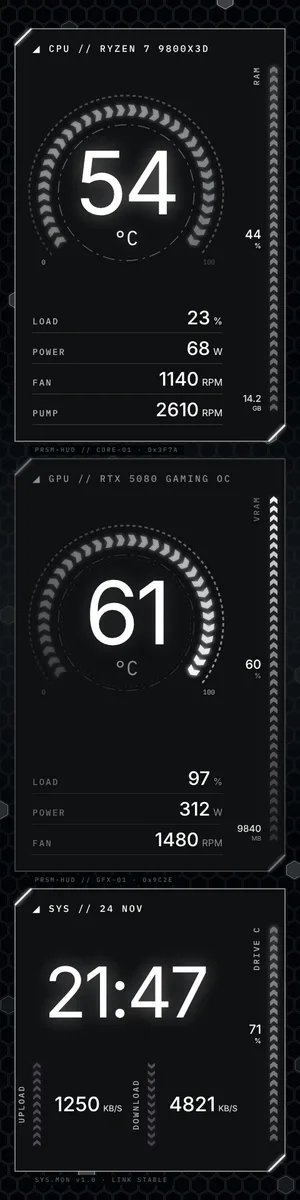 CPU // RYZEN 7 9800X3D
RAM
54
°C
0
100
44
%
LOAD 23 %
POWER 68 W
FAN 1140 RPM
PUMP 2610 RPM
14.2
GB
PRSM-HUD // CORE-01 · 0x3F7A
GPU // RTX 5080 GAMING OC
VRAM
61
°C
0
100
60
%
LOAD 97 %
POWER 312 W
FAN 1480 RPM
9840
MB
PRSM-HUD // GFX-01 · 0x9C2E
SYS // 24 NOV
DRIVE C
21:47
71
%
UPLOAD
1250 KB/S
DOWNLOAD
4821 KB/S
SYS.MON v1.0 · LINK STABLE